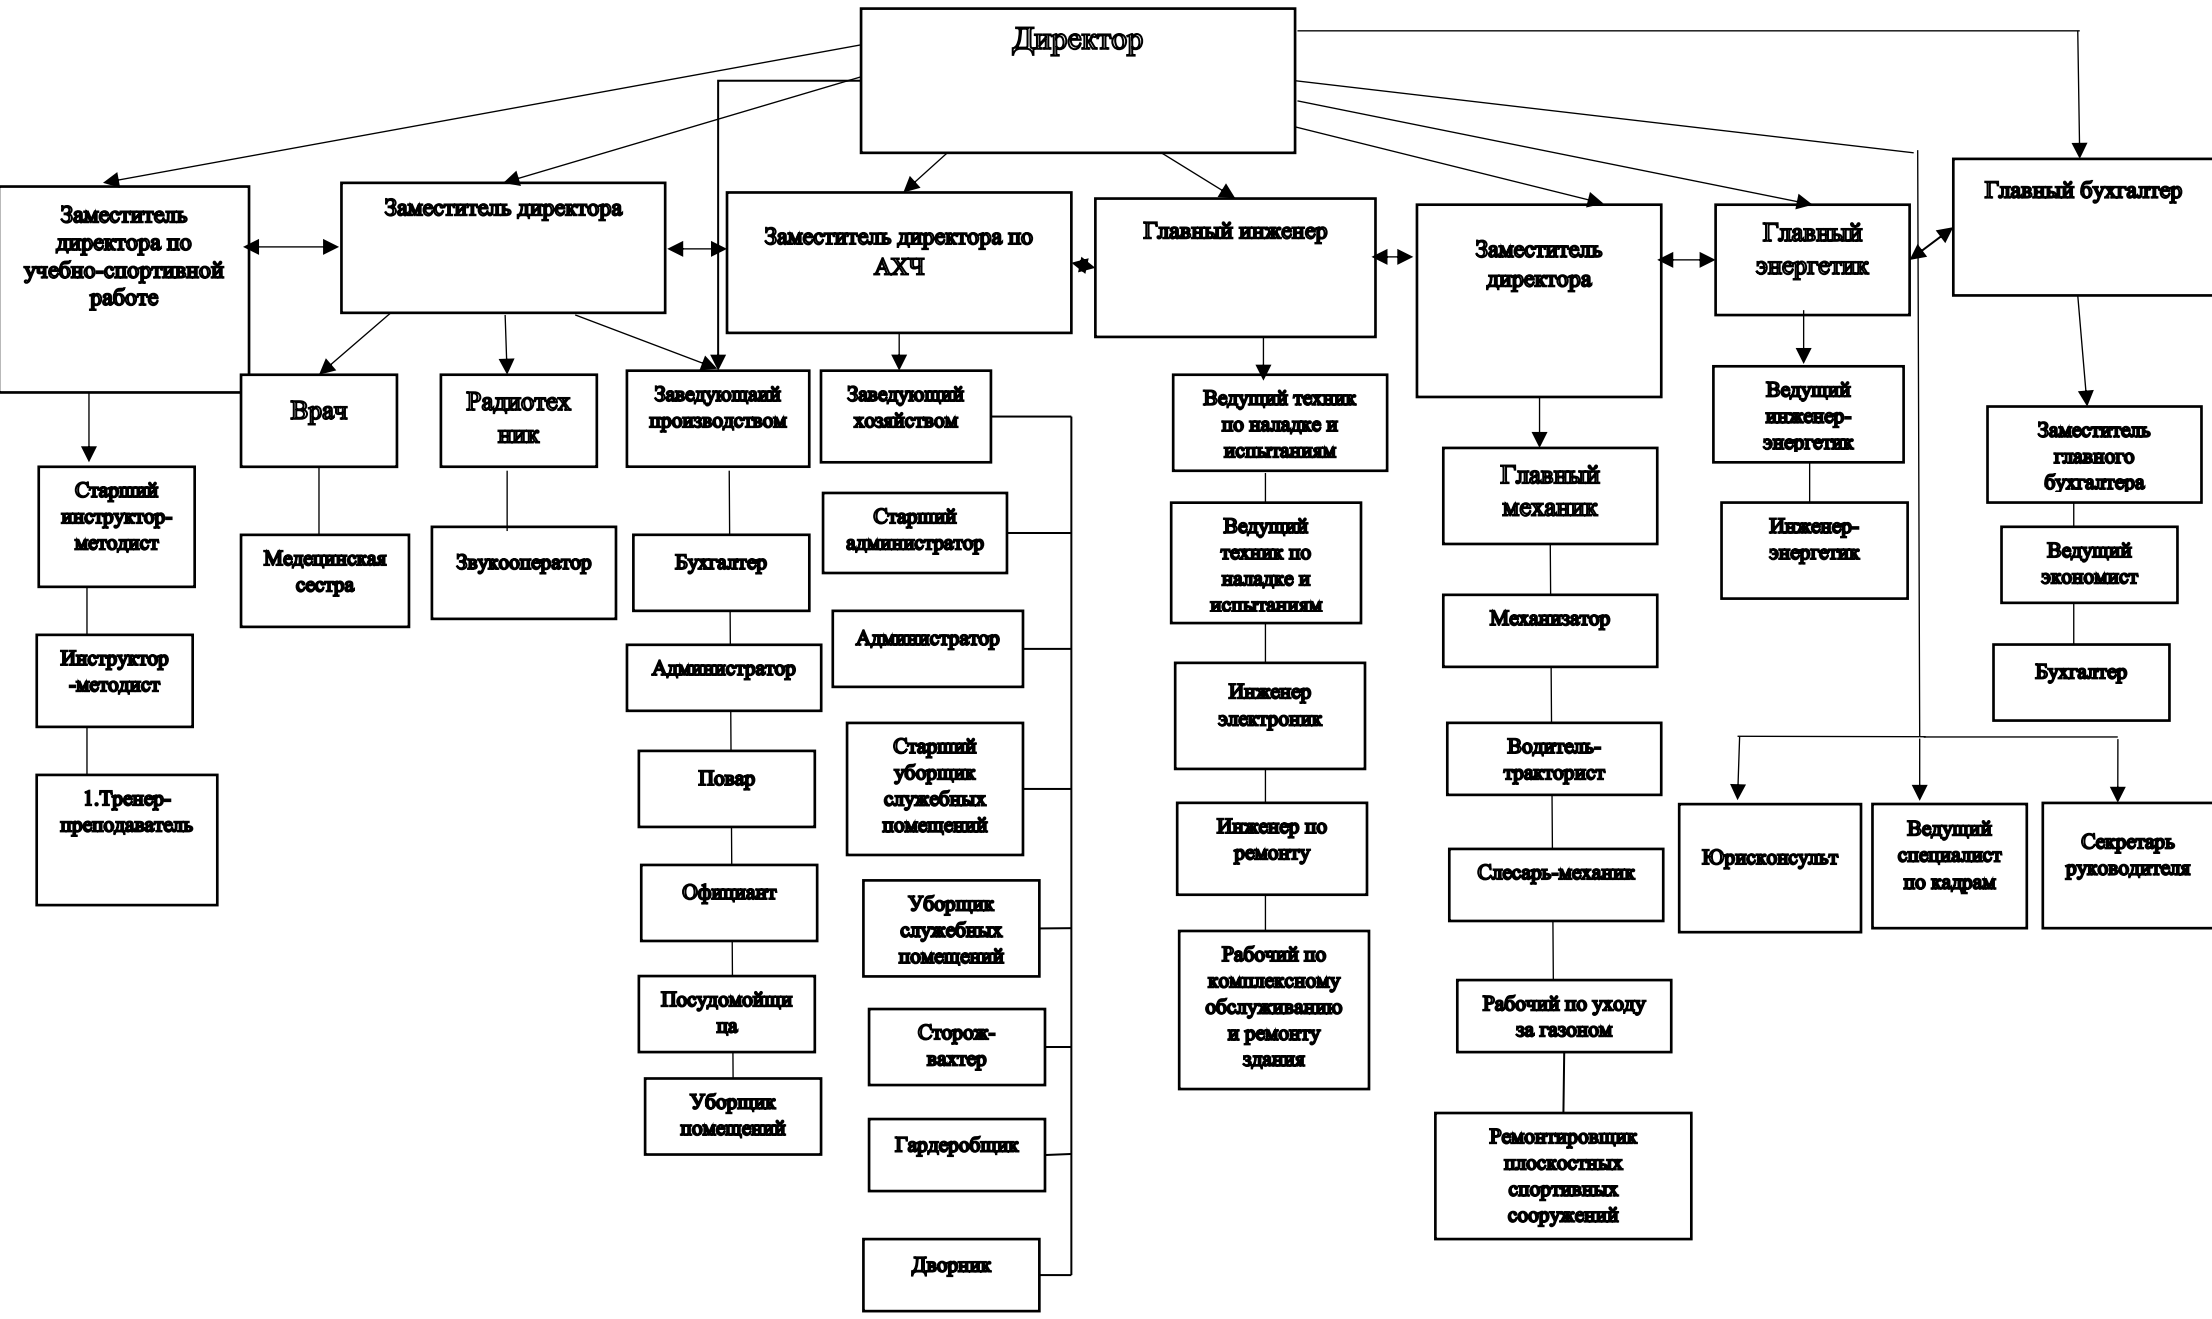 Директор
Заместитель
директора по
учебно-спортивной
работе
Заместитель директора
Заместитель директора по
АХЧ
Главный инженер
Заместитель
директора
Главный
энергетик
Главный бухгалтер
Врач
Радиотех
ник
Заведующаий
производством
Заведующий
хозяйством
Ведущий техник
по наладке и
испытаниям
Главный
механик
Ведущий
инженер-
энергетик
Заместитель
главного
бухгалтера
Старший
инструктор-
методист
Медецинская
сестра
Звукооператор
Бухгалтер
Старший
администратор
Ведущий
техник по
наладке и
испытаниям
Инженер-
энергетик
Ведущий
экономист
Инструктор
-методист
Администратор
Администратор
Инженер
электроник
Механизатор
Бухгалтер
1.Тренер-
преподаватель
Повар
Старший
уборщик
служебных
помещений
Водитель-
тракторист
Инженер по
ремонту
Юрисконсульт
Ведущий
специалист
по кадрам
Секретарь
руководителя
Официант
Уборщик
служебных
помещений
Слесарь-механик
Посудомойщи
ца
Сторож-
вахтер
Рабочий по
комплексному
обслуживанию
и ремонту
здания
Рабочий по уходу
за газоном
Уборщик
помещений
Гардеробщик
Ремонтировщик
плоскостных
спортивных
сооружений
Дворник